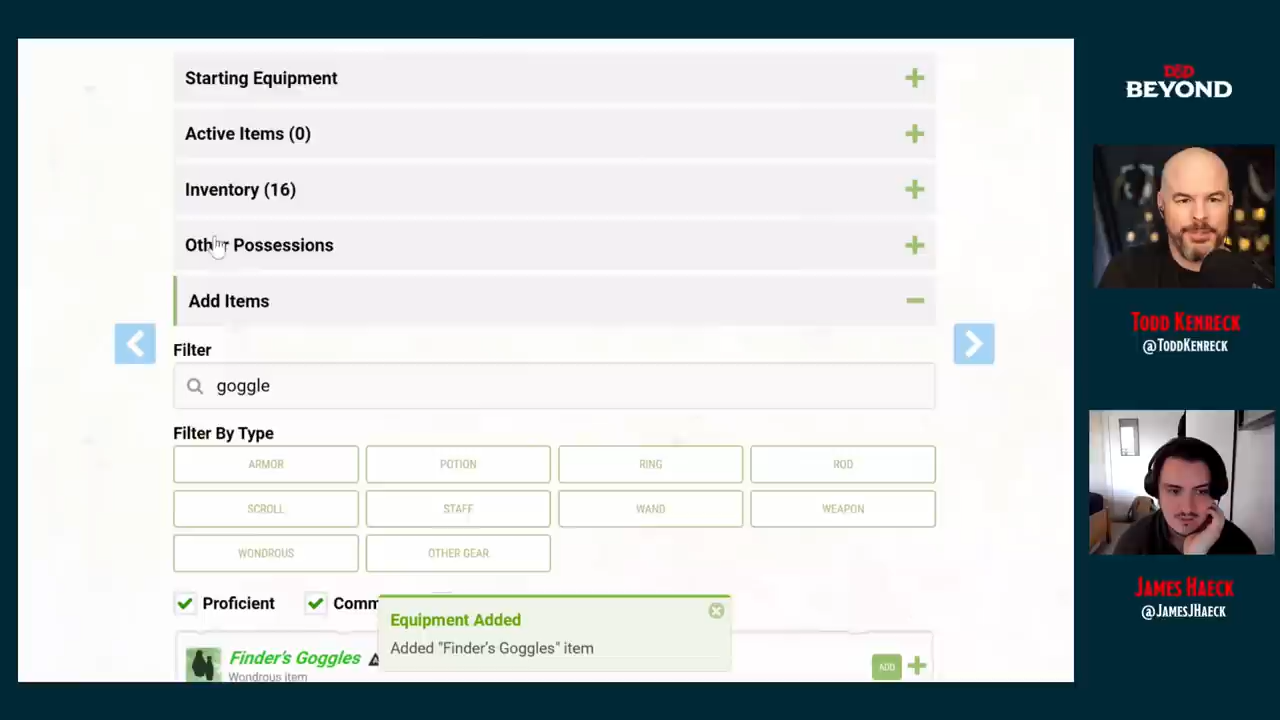 Starting Equipment
Active Items (0)
Inventory (16)
Other Possessions
Add Items
Filter
goggle
Filter By Type
ARMOR
POTION
RING
ROD
SCROLL
STAFF
WAND
WEAPON
WONDROUS
OTHER GEAR
Proficient
Comm
Equipment Added
Added "Finder's Goggles" item
Finder's Goggles
Wondrous item
ADD
D&D
BEYOND
TODD KENRECK
@TODDKENRECK
JAMES HAECK
@JAMESJHAECK